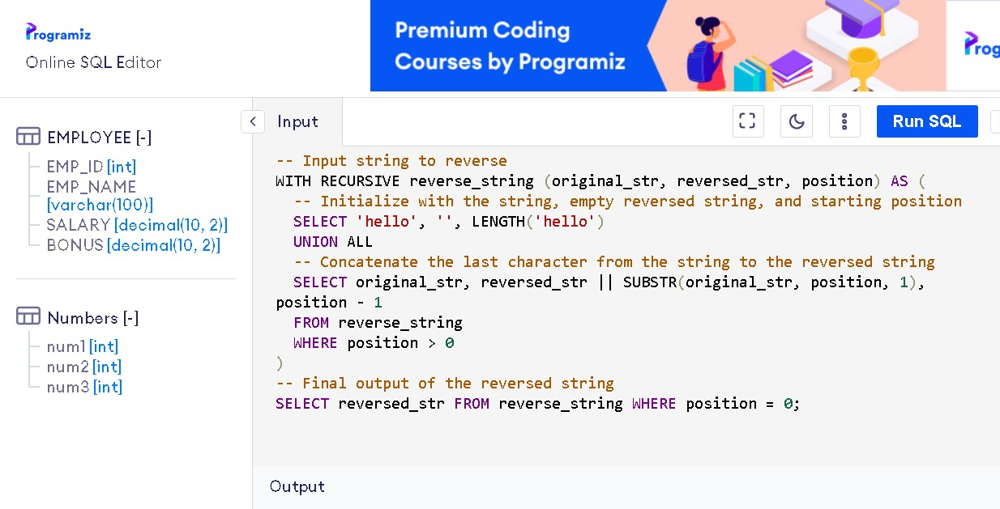 Programiz
Online SQL Editor
Premium Coding
Courses by Programiz
Prog
EMPLOYEE [-]
EMP_ID [int]
EMP_NAME
[varchar(100)]
SALARY [decimal(10, 2)]
BONUS [decimal(10, 2)]
Numbers [-]
num1 [int]
num2 [int]
num3 [int]
Input
Run SQL
-- Input string to reverse
WITH RECURSIVE reverse_string (original_str, reversed_str, position) AS (
  -- Initialize with the string, empty reversed string, and starting position
  SELECT 'hello', '', LENGTH('hello')
  UNION ALL
  -- Concatenate the last character from the string to the reversed string
  SELECT original_str, reversed_str || SUBSTR(original_str, position, 1),
position - 1
  FROM reverse_string
  WHERE position > 0
)
-- Final output of the reversed string
SELECT reversed_str FROM reverse_string WHERE position = 0;
Output